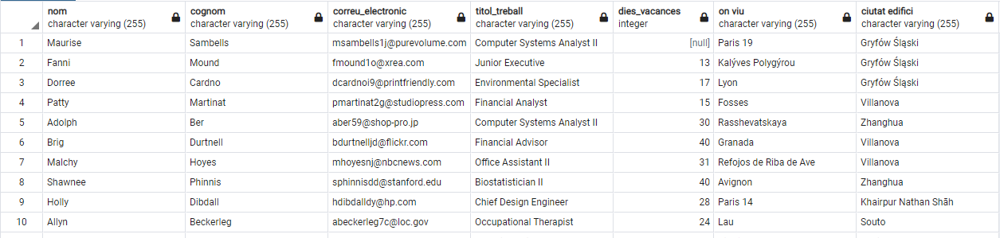 nom cognom correu_electronic titol_treball dies_vacances on viu ciutat edifici
character varying (255) character varying (255) character varying (255) character varying (255) integer character varying (255) character varying (255)
1 Maurise Sambells msambells1j@purevolume.com Computer Systems Analyst II [null] Paris 19 Gryfów Śląski
2 Fanni Mound fmound1o@xrea.com Junior Executive 13 Kalýves Polygýrou Gryfów Śląski
3 Dorree Cardno dcardnoi9@printfriendly.com Environmental Specialist 17 Lyon Gryfów Śląski
4 Patty Martinat pmartinat2g@studiopress.com Financial Analyst 15 Fosses Villanova
5 Adolph Ber aber59@shop-pro.jp Computer Systems Analyst II 30 Rasshevatskaya Zhanghua
6 Brig Durtnell bdurtnelljd@flickr.com Financial Advisor 40 Granada Villanova
7 Malchy Hoyes mhoyesnj@nbcnews.com Office Assistant II 31 Refojos de Riba de Ave Villanova
8 Shawnee Phinnis sphinnisdd@stanford.edu Biostatistician II 40 Avignon Zhanghua
9 Holly Dibdall hdibdalldy@hp.com Chief Design Engineer 28 Paris 14 Khairpur Nathan Shāh
10 Allyn Beckerleg abeckerleg7c@loc.gov Occupational Therapist 24 Lau Souto